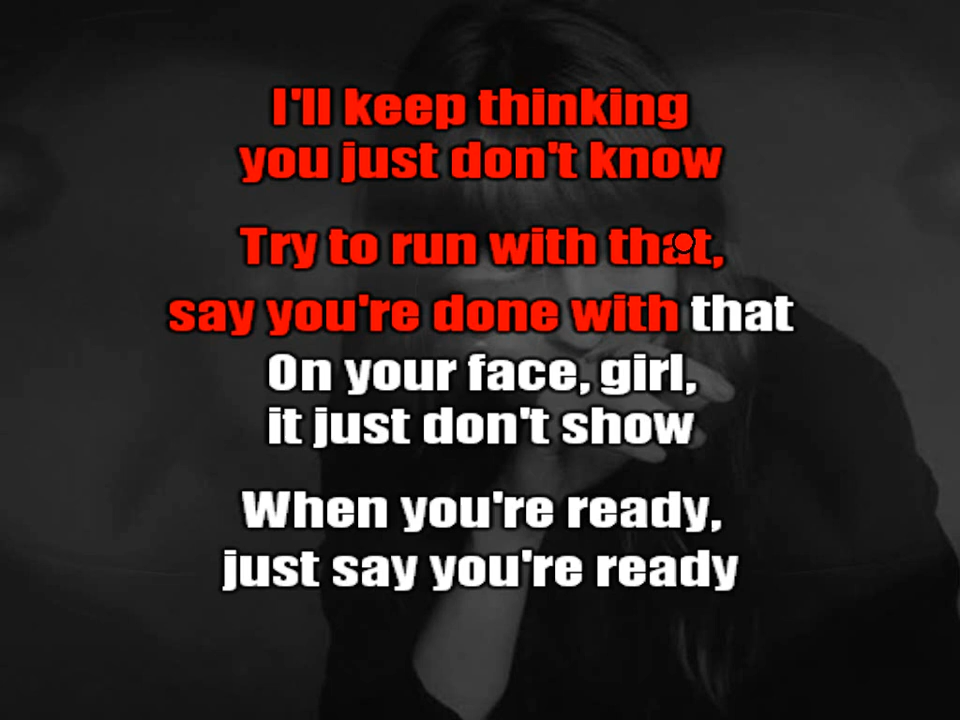 I'll keep thinking
you just don't know
Try to run with that,
say you're done with that
On your face, girl,
it just don't show
When you're ready,
just say you're ready